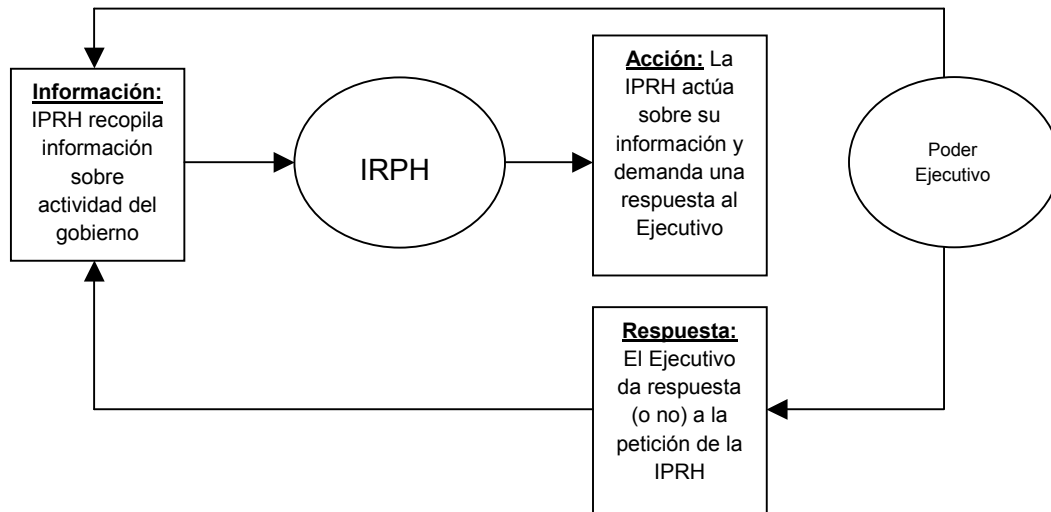 Información:
IPRH recopila
información
sobre
actividad del
gobierno
IRPH
Acción: La
IPRH actúa
sobre su
información y
demanda una
respuesta al
Ejecutivo
Poder
Ejecutivo
Respuesta:
El Ejecutivo
da respuesta
(o no) a la
petición de la
IPRH